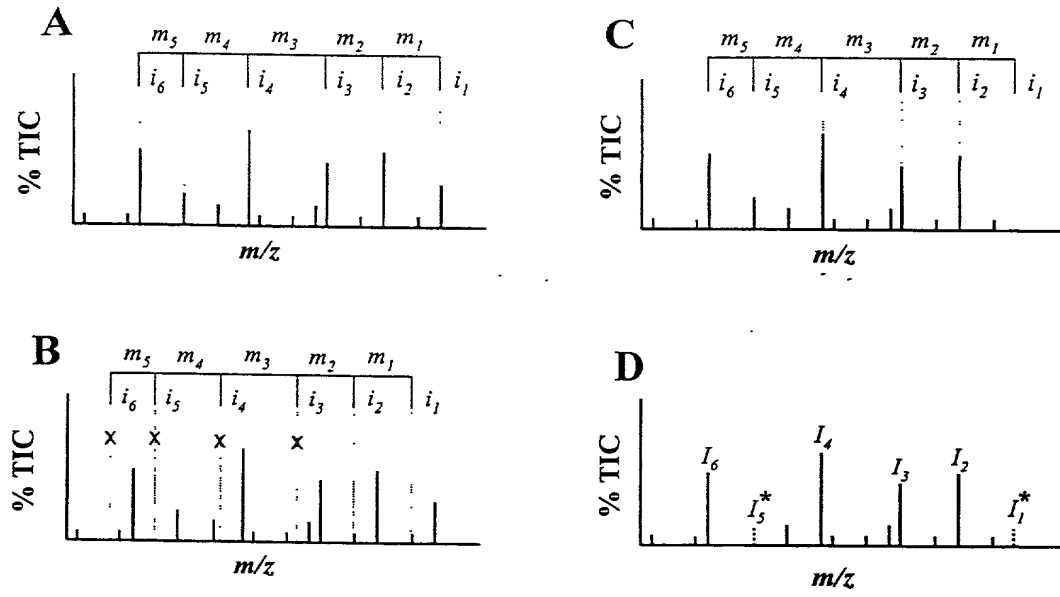 A
m5 m4 m3 m2 m1
i6 i5 i4 i3 i2 i1
% TIC
m/z
B
m5 m4 m3 m2 m1
i6 i5 i4 i3 i2 i1
x x x x
% TIC
m/z
C
m5 m4 m3 m2 m1
i6 i5 i4 i3 i2 i1
% TIC
m/z
D
I6 I5* I4 I3 I2 I1*
% TIC
m/z